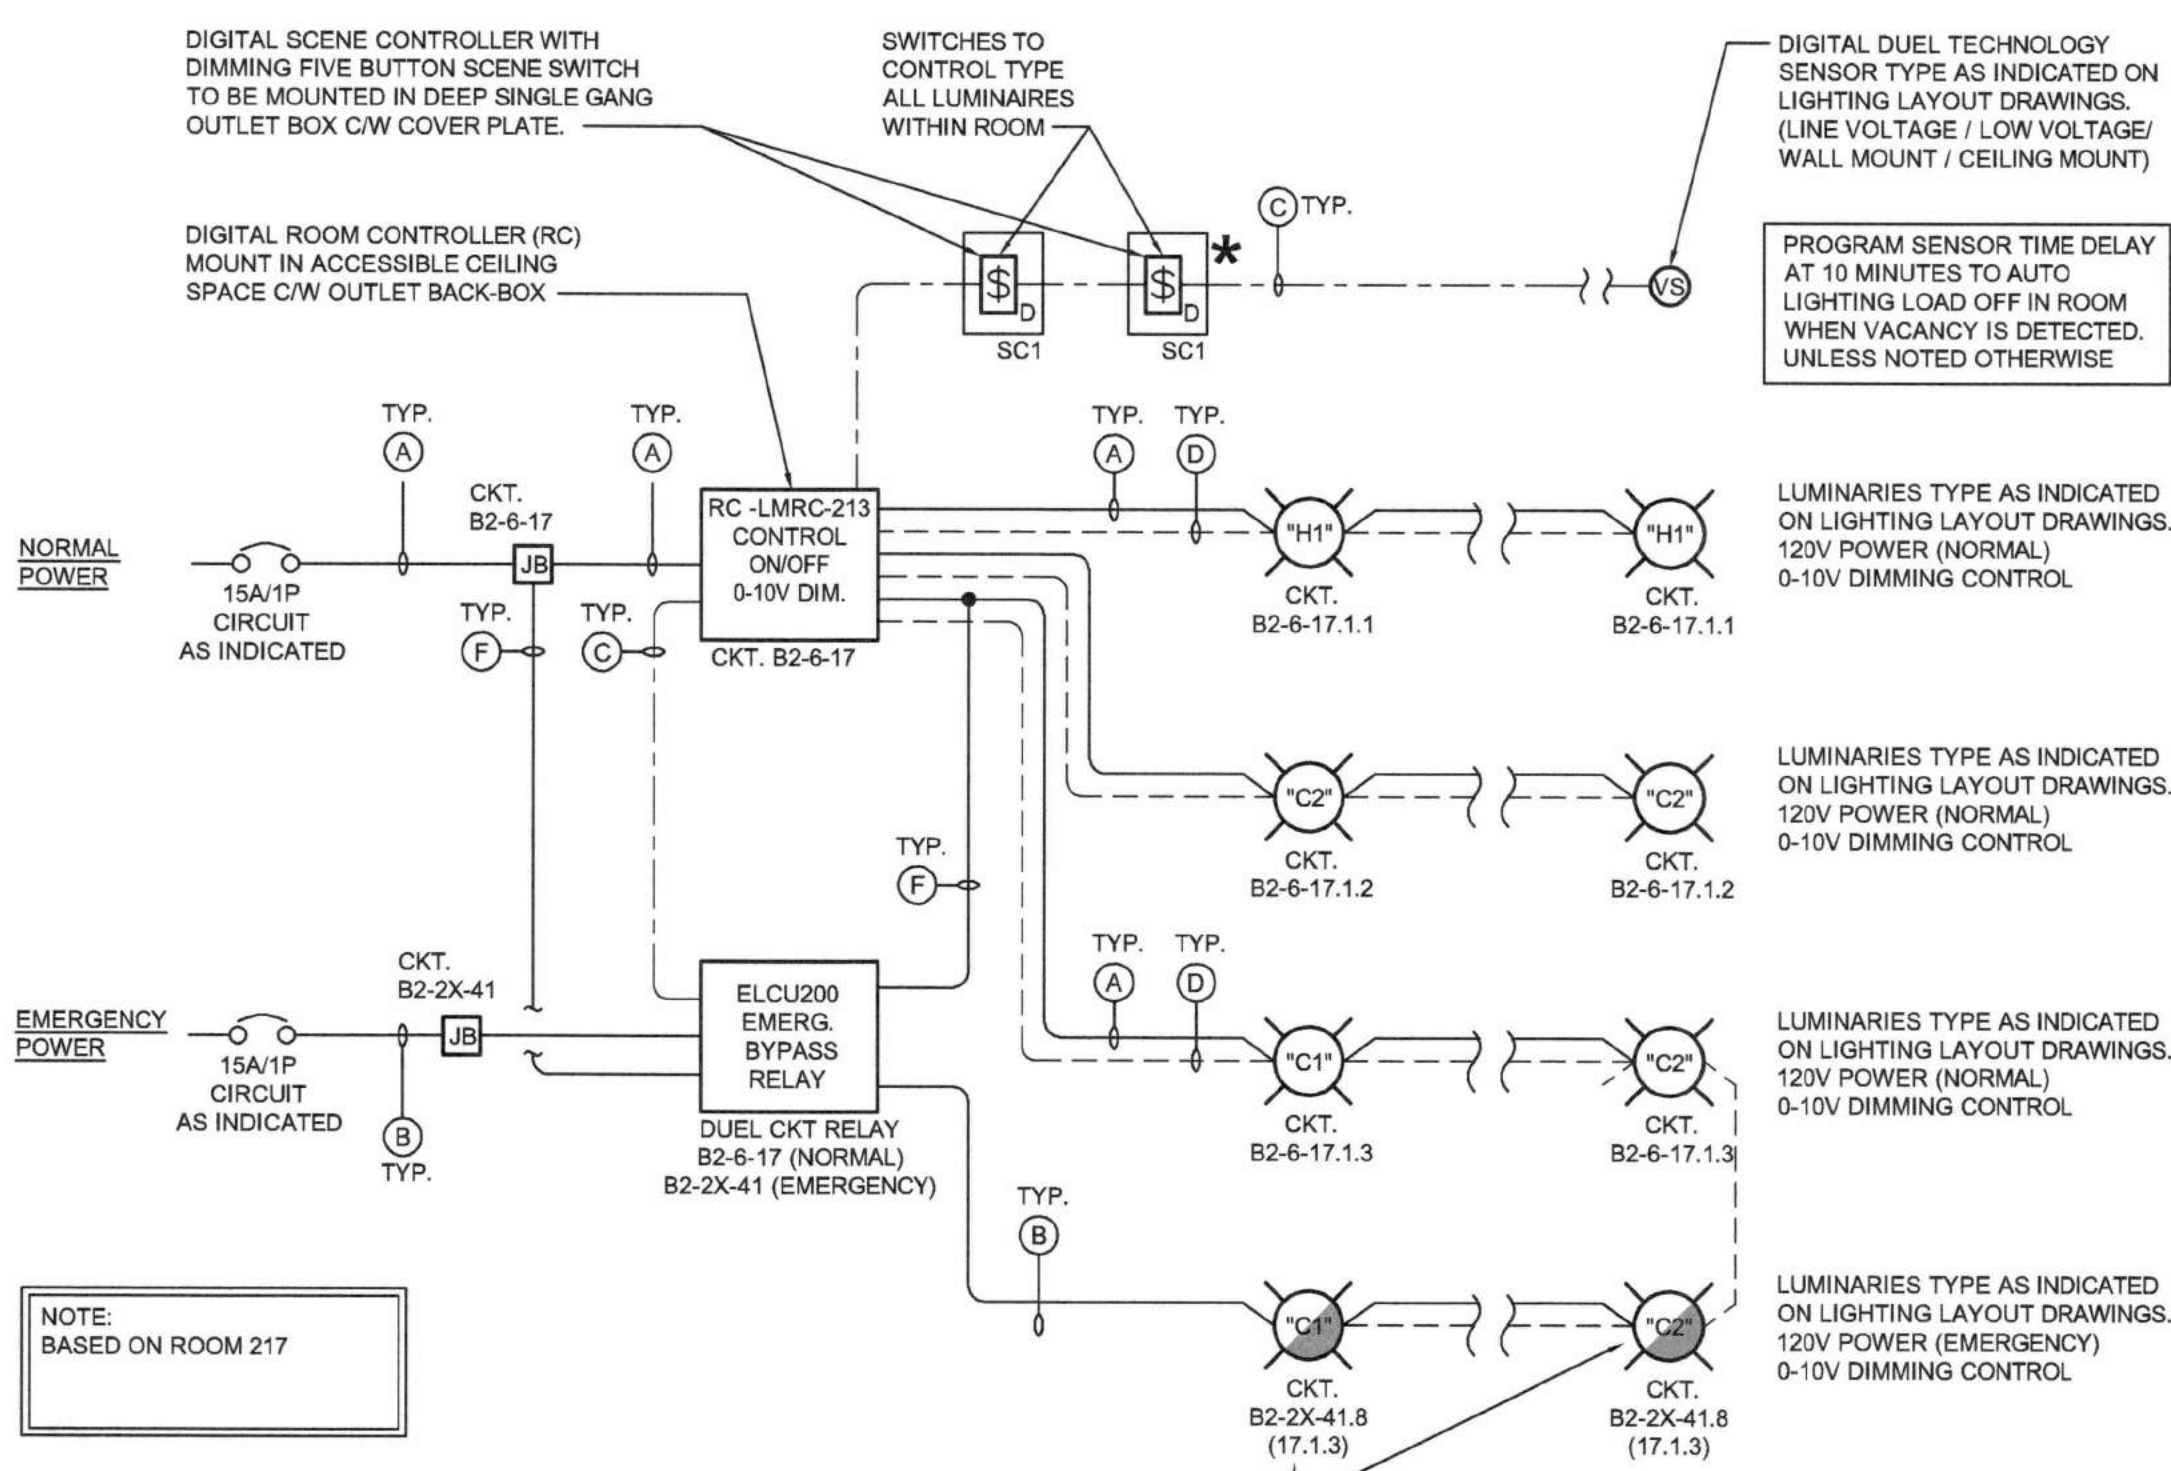 DIGITAL SCENE CONTROLLER WITH
DIMMING FIVE BUTTON SCENE SWITCH
TO BE MOUNTED IN DEEP SINGLE GANG
OUTLET BOX C/W COVER PLATE.
SWITCHES TO
CONTROL TYPE
ALL LUMINAIRES
WITHIN ROOM
DIGITAL DUEL TECHNOLOGY
SENSOR TYPE AS INDICATED ON
LIGHTING LAYOUT DRAWINGS.
(LINE VOLTAGE / LOW VOLTAGE/
WALL MOUNT / CEILING MOUNT)
DIGITAL ROOM CONTROLLER (RC)
MOUNT IN ACCESSIBLE CEILING
SPACE C/W OUTLET BACK-BOX
$
D
SC1
$
D
SC1
*
C TYP.
VS
PROGRAM SENSOR TIME DELAY
AT 10 MINUTES TO AUTO
LIGHTING LOAD OFF IN ROOM
WHEN VACANCY IS DETECTED.
UNLESS NOTED OTHERWISE
NORMAL
POWER
15A/1P
CIRCUIT
AS INDICATED
TYP.
A
CKT.
B2-6-17
JB
TYP.
A
TYP.
F
TYP.
C
RC -LMRC-213
CONTROL
ON/OFF
0-10V DIM.
CKT. B2-6-17
TYP.
A
TYP.
D
"H1"
CKT.
B2-6-17.1.1
"H1"
CKT.
B2-6-17.1.1
LUMINARIES TYPE AS INDICATED
ON LIGHTING LAYOUT DRAWINGS.
120V POWER (NORMAL)
0-10V DIMMING CONTROL
"C2"
CKT.
B2-6-17.1.2
"C2"
CKT.
B2-6-17.1.2
LUMINARIES TYPE AS INDICATED
ON LIGHTING LAYOUT DRAWINGS.
120V POWER (NORMAL)
0-10V DIMMING CONTROL
TYP.
F
EMERGENCY
POWER
15A/1P
CIRCUIT
AS INDICATED
B
TYP.
CKT.
B2-2X-41
JB
ELCU200
EMERG.
BYPASS
RELAY
DUEL CKT RELAY
B2-6-17 (NORMAL)
B2-2X-41 (EMERGENCY)
TYP.
A
TYP.
D
"C1"
CKT.
B2-6-17.1.3
"C2"
CKT.
B2-6-17.1.3
LUMINARIES TYPE AS INDICATED
ON LIGHTING LAYOUT DRAWINGS.
120V POWER (NORMAL)
0-10V DIMMING CONTROL
TYP.
B
"C1"
CKT.
B2-2X-41.8
(17.1.3)
"C2"
CKT.
B2-2X-41.8
(17.1.3)
LUMINARIES TYPE AS INDICATED
ON LIGHTING LAYOUT DRAWINGS.
120V POWER (EMERGENCY)
0-10V DIMMING CONTROL
NOTE:
BASED ON ROOM 217